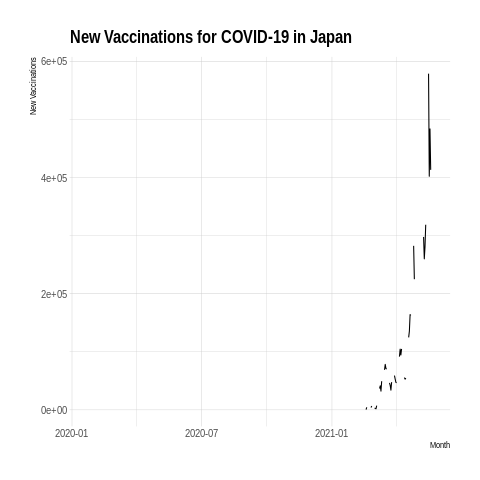 New Vaccinations for COVID-19 in Japan
New Vaccinations
6e+05
4e+05
2e+05
0e+00
2020-01
2020-07
2021-01
Month